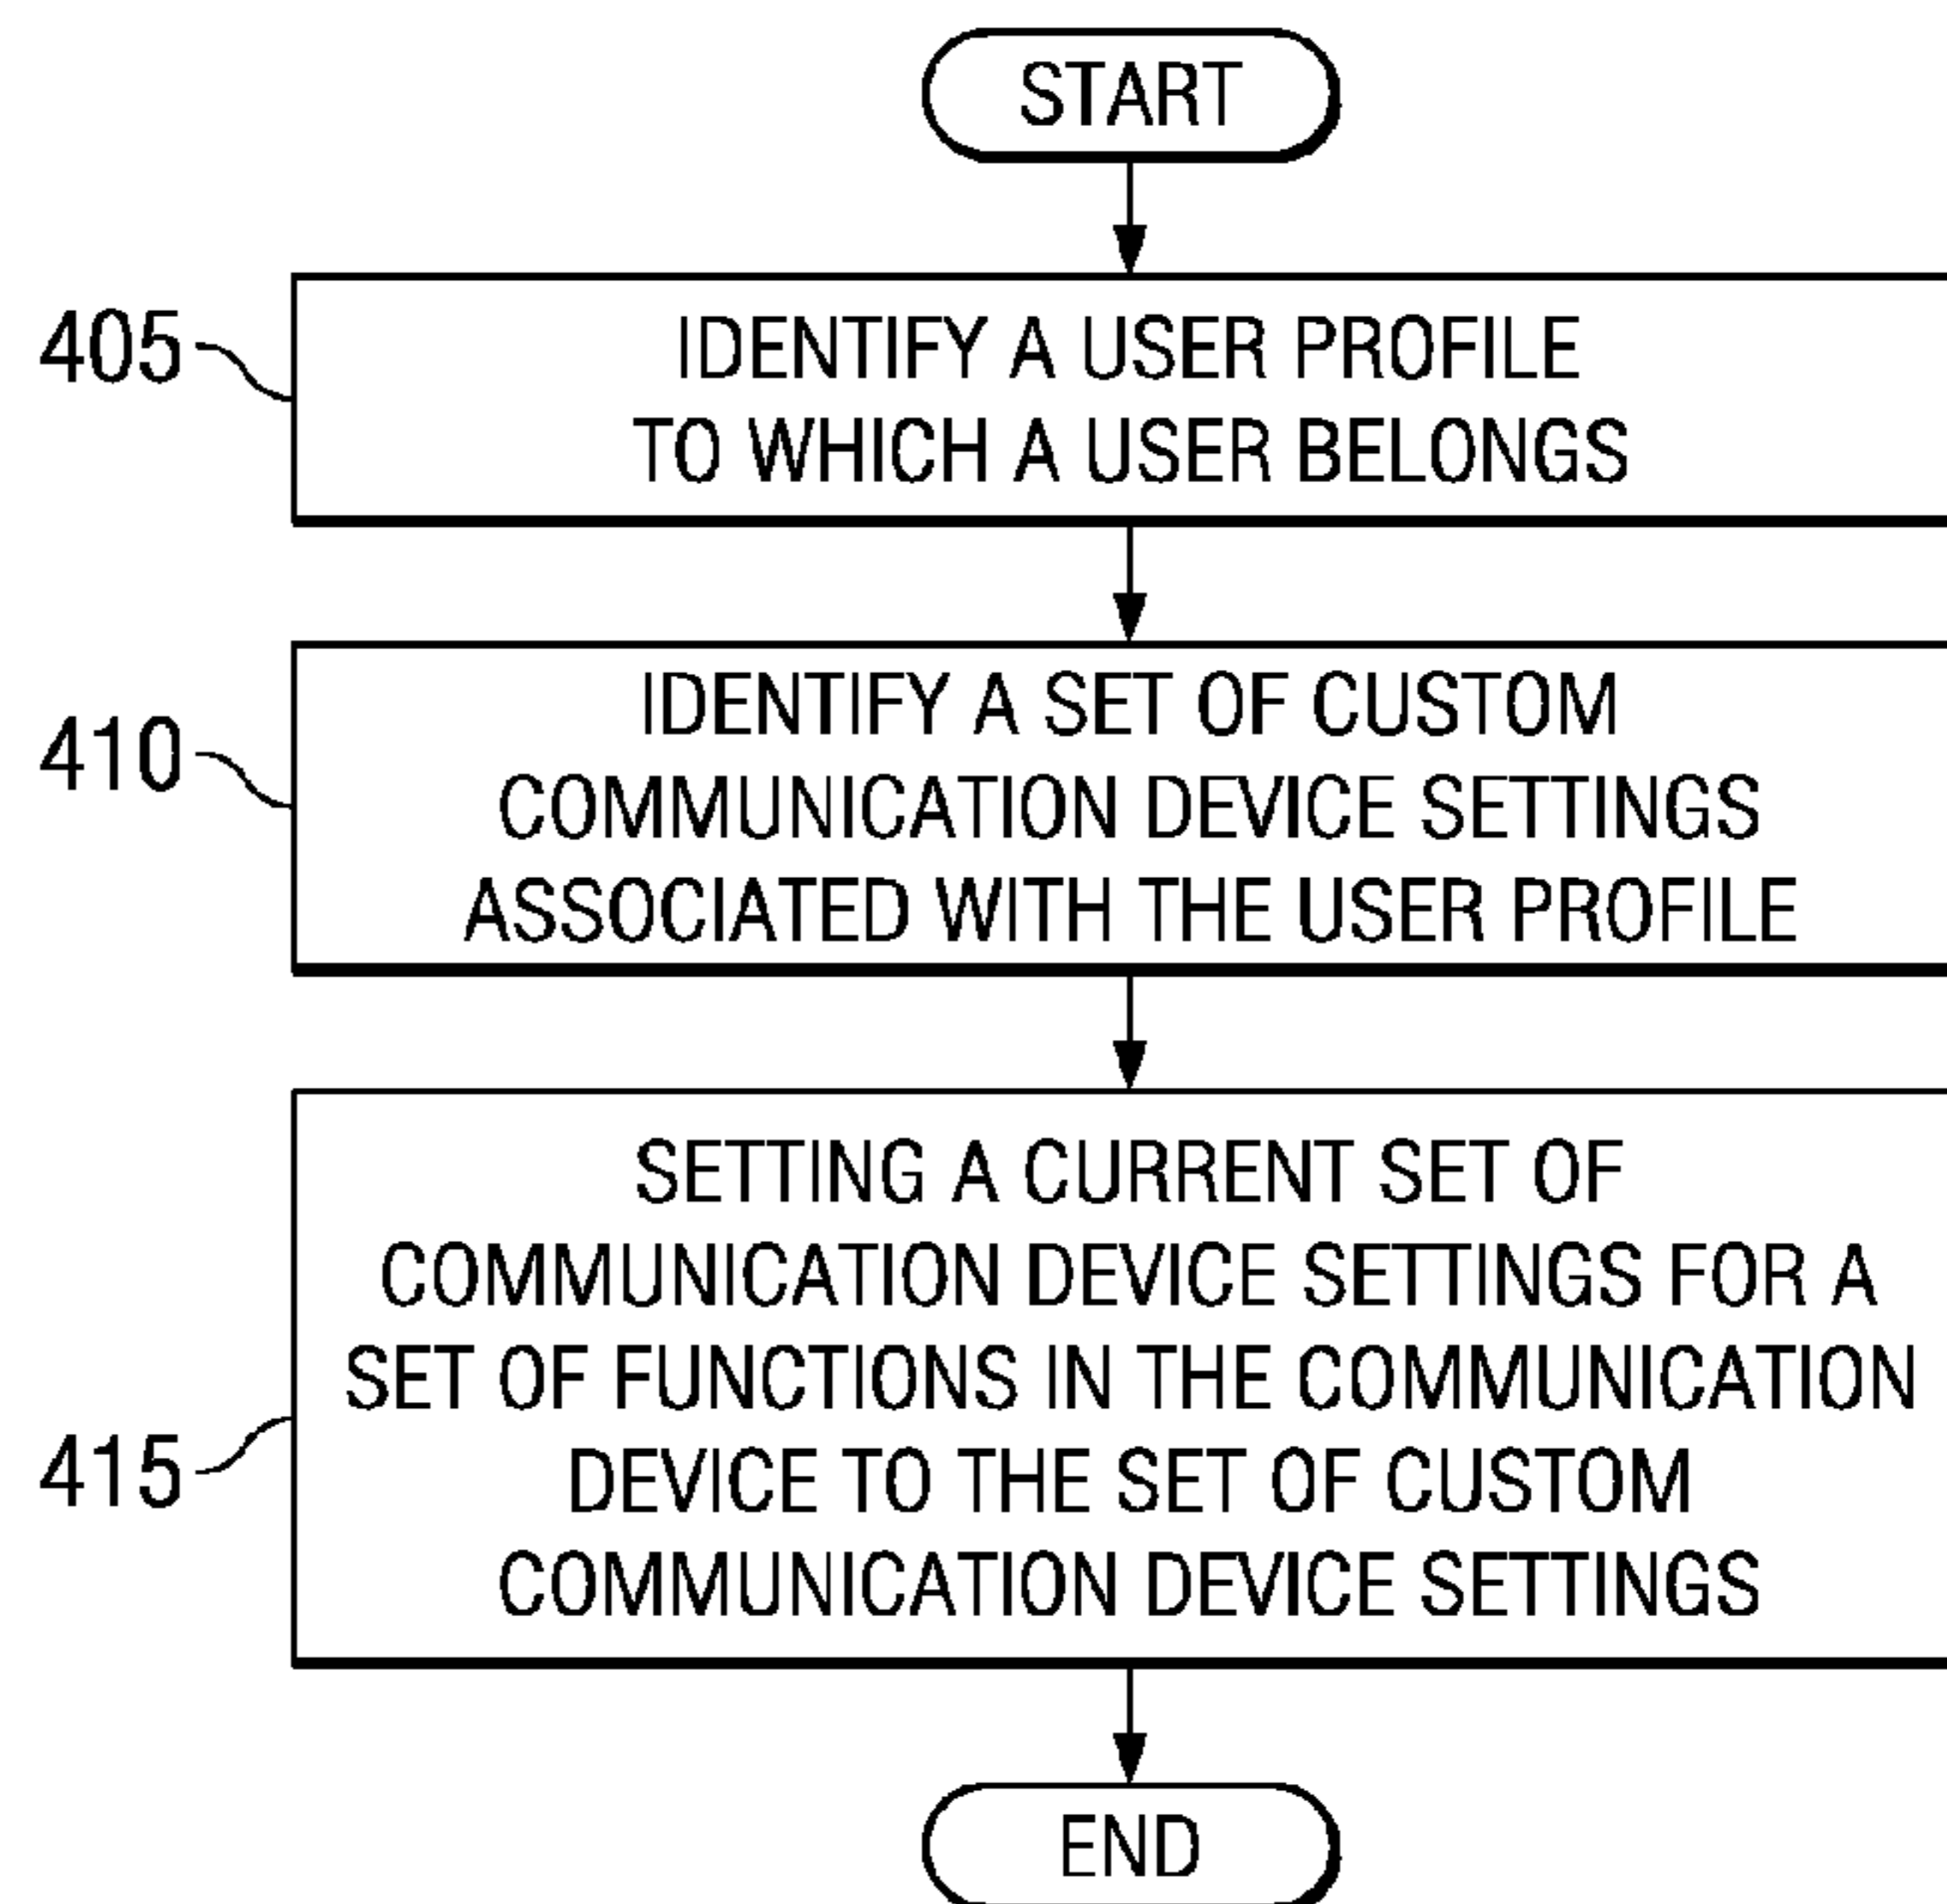 START
405
IDENTIFY A USER PROFILE
TO WHICH A USER BELONGS
410
IDENTIFY A SET OF CUSTOM
COMMUNICATION DEVICE SETTINGS
ASSOCIATED WITH THE USER PROFILE
415
SETTING A CURRENT SET OF
COMMUNICATION DEVICE SETTINGS FOR A
SET OF FUNCTIONS IN THE COMMUNICATION
DEVICE TO THE SET OF CUSTOM
COMMUNICATION DEVICE SETTINGS
END